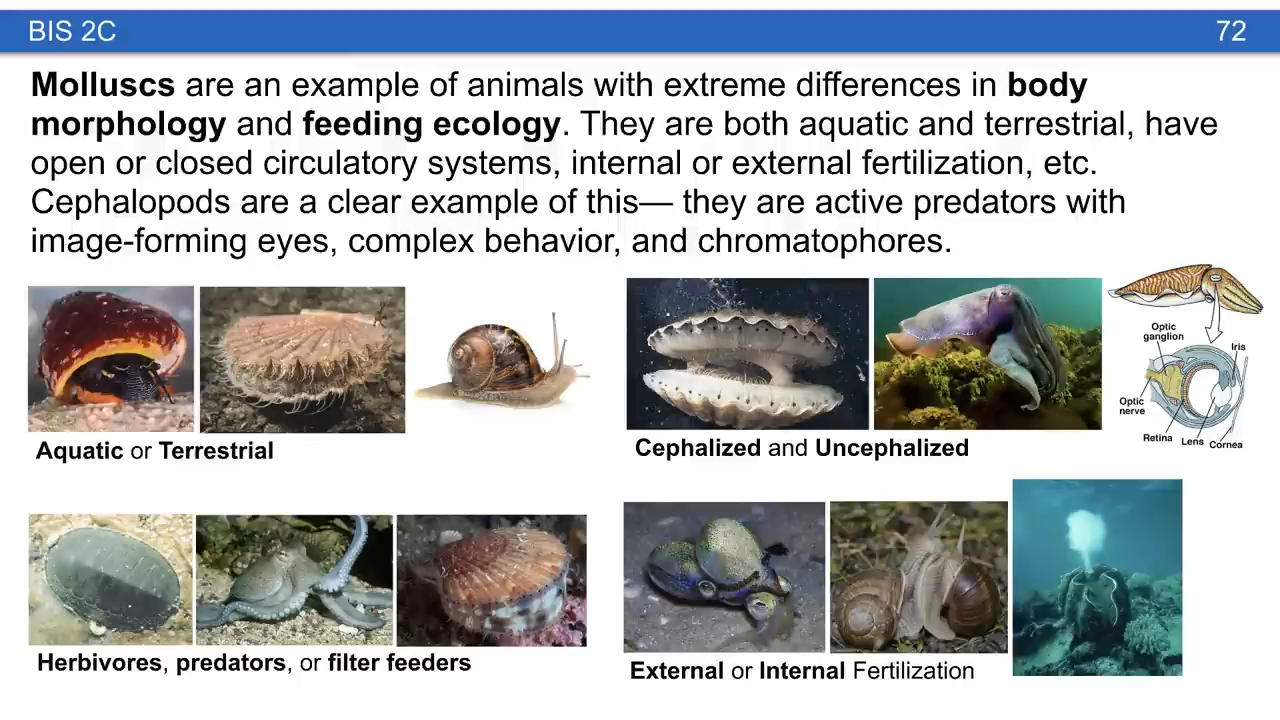 BIS 2C
72
Molluscs are an example of animals with extreme differences in body
morphology and feeding ecology. They are both aquatic and terrestrial, have
open or closed circulatory systems, internal or external fertilization, etc.
Cephalopods are a clear example of this— they are active predators with
image-forming eyes, complex behavior, and chromatophores.
Aquatic or Terrestrial
Optic
ganglion
Iris
Optic
nerve
Retina
Lens
Cornea
Cephalized and Uncephalized
Herbivores, predators, or filter feeders
External or Internal Fertilization